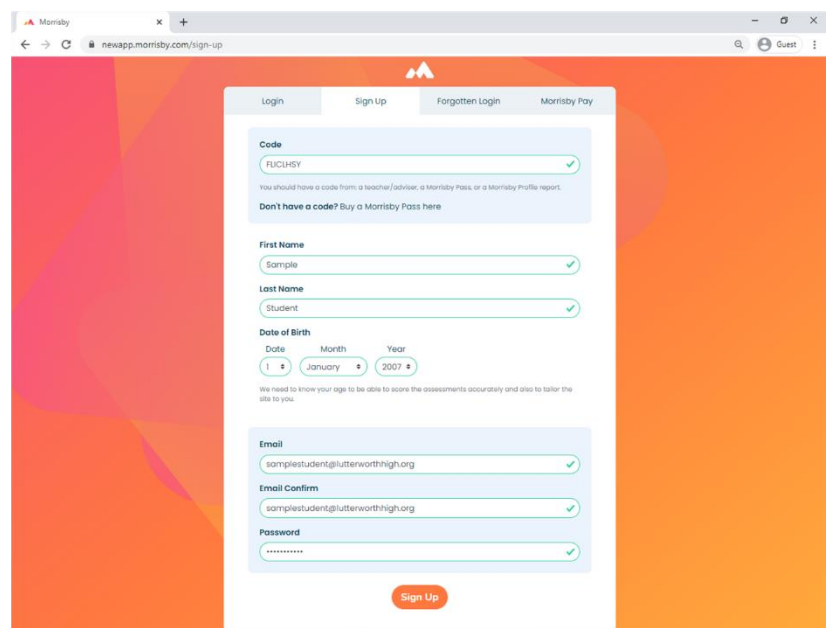 Morrisby
newapp.morrisby.com/sign-up
Guest
Login Sign Up Forgotten Login Morrisby Pay
Code
FLICLHSY
You should have a code from: a teacher/adviser, a Morrisby Pass, or a Morrisby Profile report.
Don't have a code? Buy a Morrisby Pass here
First Name
Sample
Last Name
Student
Date of Birth
Date Month Year
1 January 2007
We need to know your age to be able to score the assessments accurately and also to tailor the
site to you.
Email
samplestudent@lutterworthhigh.org
Email Confirm
samplestudent@lutterworthhigh.org
Password
•••••••••••
Sign Up